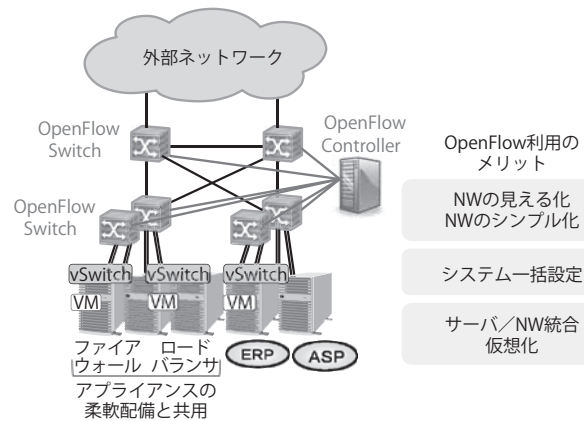 外部ネットワーク
OpenFlow
Switch
OpenFlow
Controller
OpenFlow
Switch
vSwitch
vSwitch
vSwitch
VM
VM
VM
ファイア
ウォール
ロード
バランサ
ERP
ASP
アプライアンスの
柔軟配備と共用
OpenFlow利用の
メリット
NWの見える化
NWのシンプル化
システム一括設定
サーバ／NW統合
仮想化